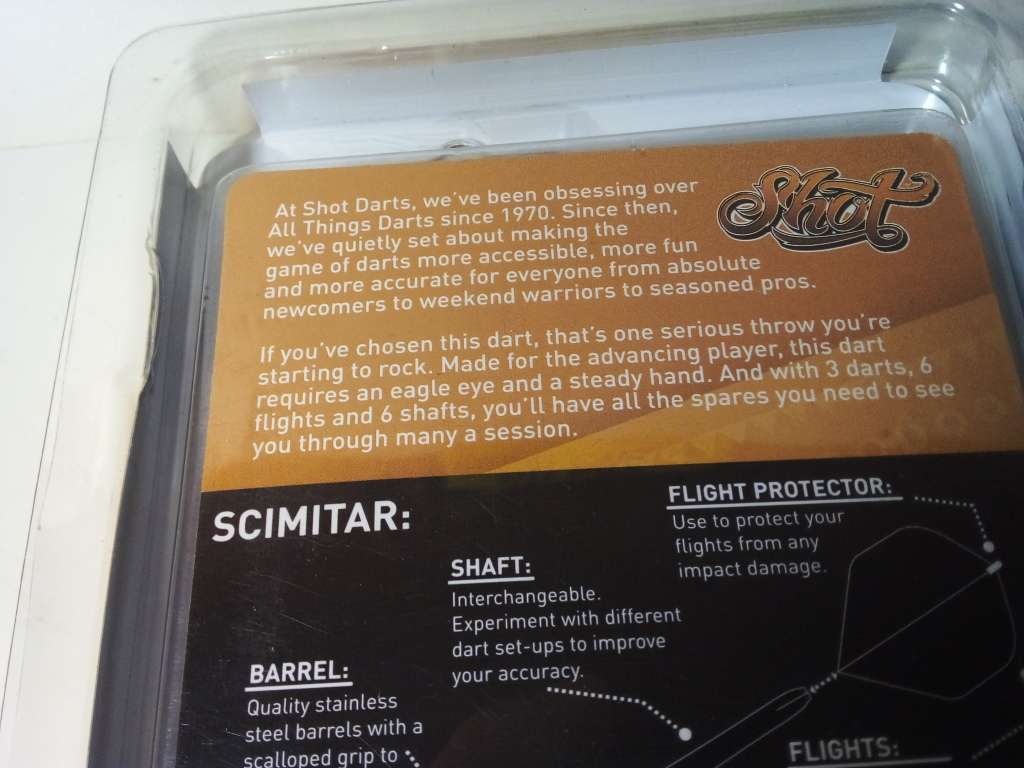 Shot
At Shot Darts, we've been obsessing over
All Things Darts since 1970. Since then,
we've quietly set about making the
game of darts more accessible, more fun
and more accurate for everyone from absolute
newcomers to weekend warriors to seasoned pros.
If you've chosen this dart, that's one serious throw you're
starting to rock. Made for the advancing player, this dart
requires an eagle eye and a steady hand. And with 3 darts, 6
flights and 6 shafts, you'll have all the spares you need to see
you through many a session.
SCIMITAR:
FLIGHT PROTECTOR:
Use to protect your
flights from any
impact damage.
SHAFT:
Interchangeable.
Experiment with different
dart set-ups to improve
your accuracy.
BARREL:
Quality stainless
steel barrels with a
scalloped grip to
FLIGHTS: